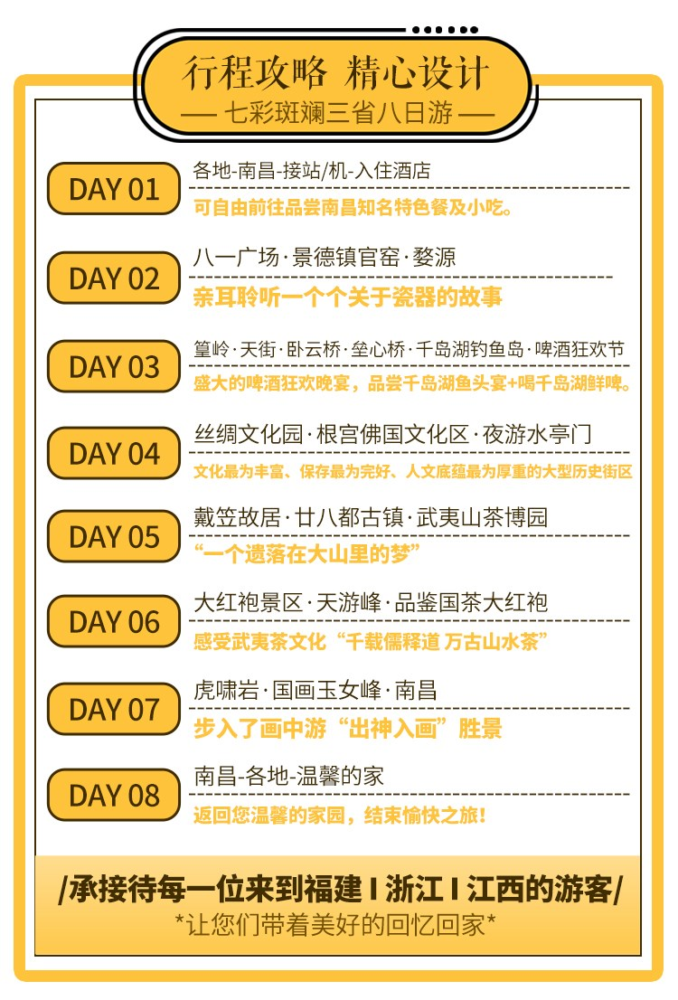 行程攻略 精心设计
七彩斑斓三省八日游
DAY 01
各地-南昌-接站/机-入住酒店
可自由前往品尝南昌知名特色餐及小吃。
DAY 02
八一广场·景德镇官窑·婺源
亲耳聆听一个个关于瓷器的故事
DAY 03
篁岭·天街·卧云桥·垒心桥·千岛湖钓鱼岛·啤酒狂欢节
盛大的啤酒狂欢晚宴，品尝千岛湖鱼头宴+喝千岛湖鲜啤。
DAY 04
丝绸文化园·根宫佛国文化区·夜游水亭门
文化最为丰富、保存最为完好、人文底蕴最为厚重的大型历史街区
DAY 05
戴笠故居·廿八都古镇·武夷山茶博园
“一个遗落在大山里的梦”
DAY 06
大红袍景区·天游峰·品鉴国茶大红袍
感受武夷茶文化“千载儒释道 万古山水茶”
DAY 07
虎啸岩·国画玉女峰·南昌
步入了画中游“出神入画”胜景
DAY 08
南昌-各地-温馨的家
返回您温馨的家园，结束愉快之旅！
/承接待每一位来到福建 I 浙江 I 江西的游客/
*让您们带着美好的回忆回家*